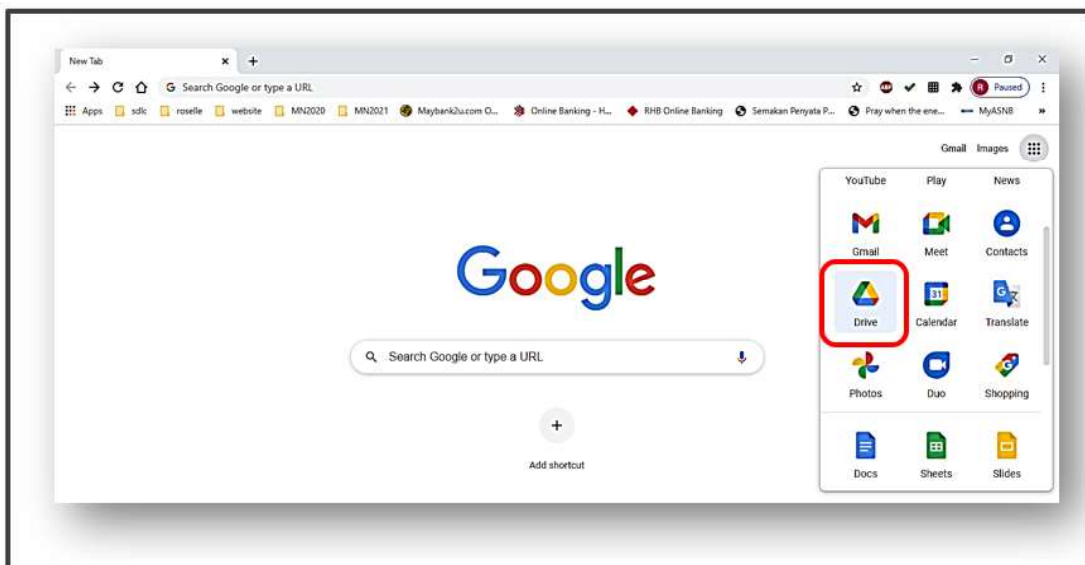 New Tab
Search Google or type a URL
Paused
Apps sdlc roselle website MN2020 MN2021 Maybank2u.com O... Online Banking - H... RHB Online Banking Semakan Penyata P... Pray when the ene... MyASNB »
Gmail Images
YouTube Play News
Gmail Meet Contacts
Google
Drive Calendar Translate
Search Google or type a URL
Photos Duo Shopping
Add shortcut
Docs Sheets Slides